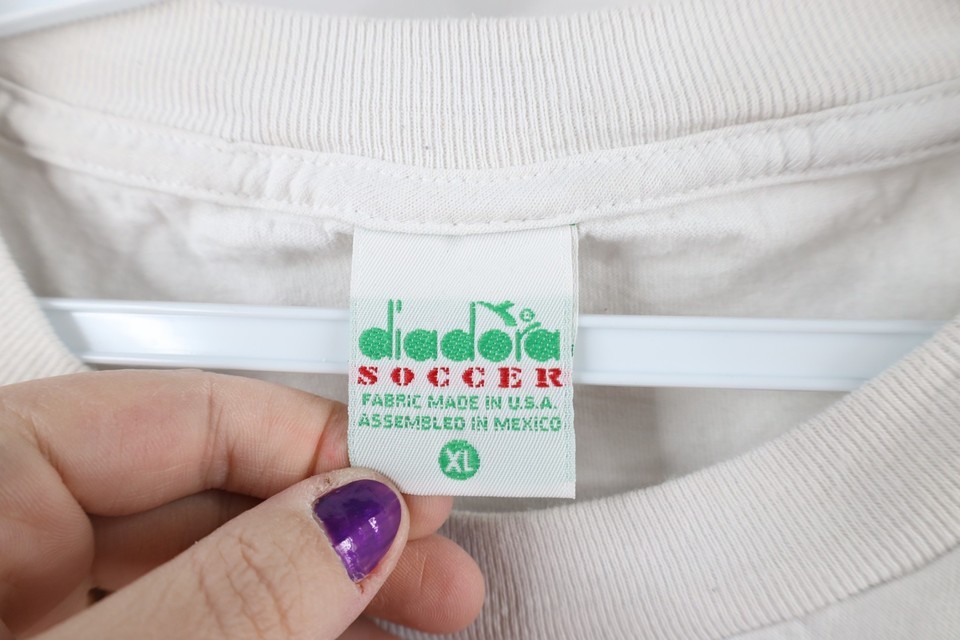 diadora®
SOCCER
FABRIC MADE IN U.S.A.
ASSEMBLED IN MEXICO
XL